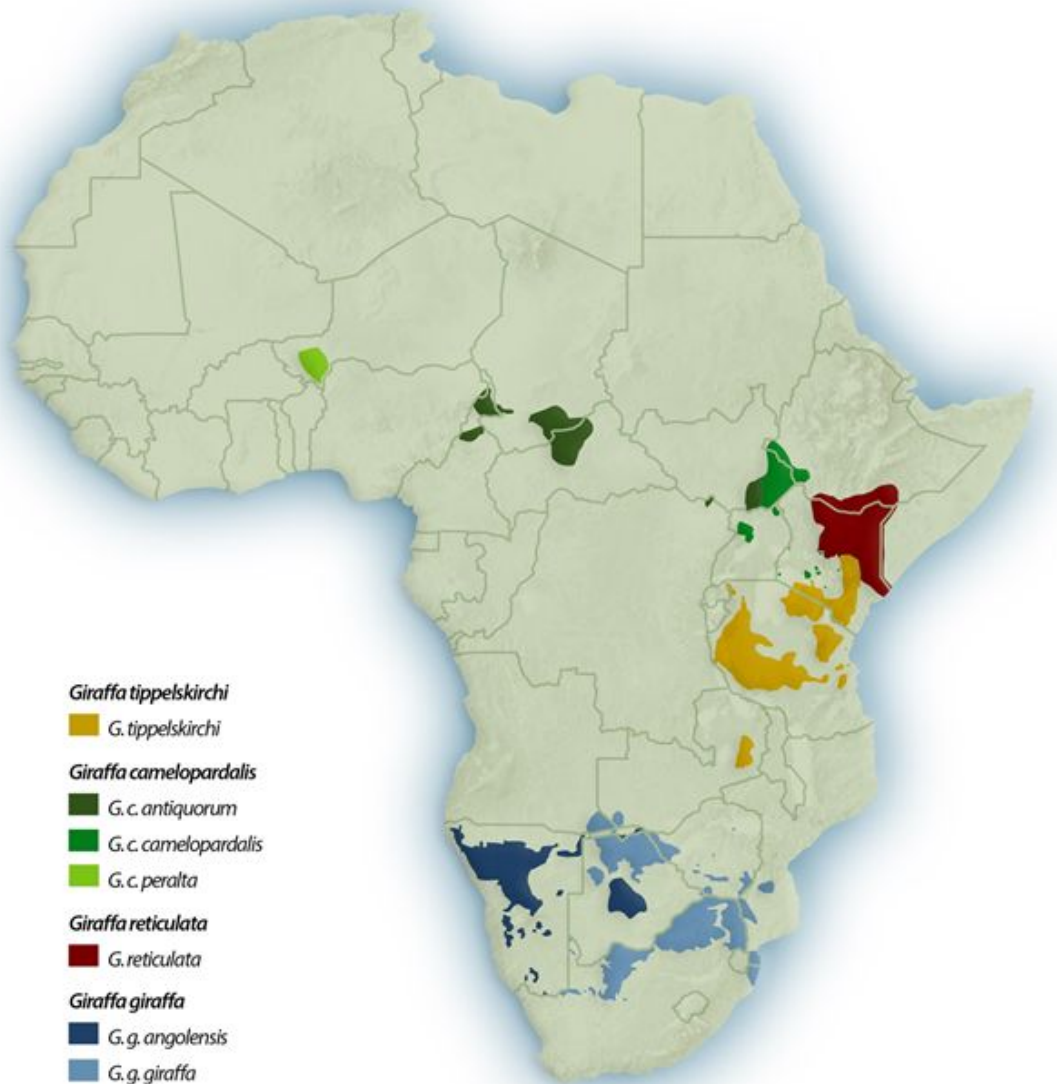 Giraffa tippelskirchi
G. tippelskirchi
Giraffa camelopardalis
G. c. antiquorum
G. c. camelopardalis
G. c. peralta
Giraffa reticulata
G. reticulata
Giraffa giraffa
G. g. angolensis
G. g. giraffa